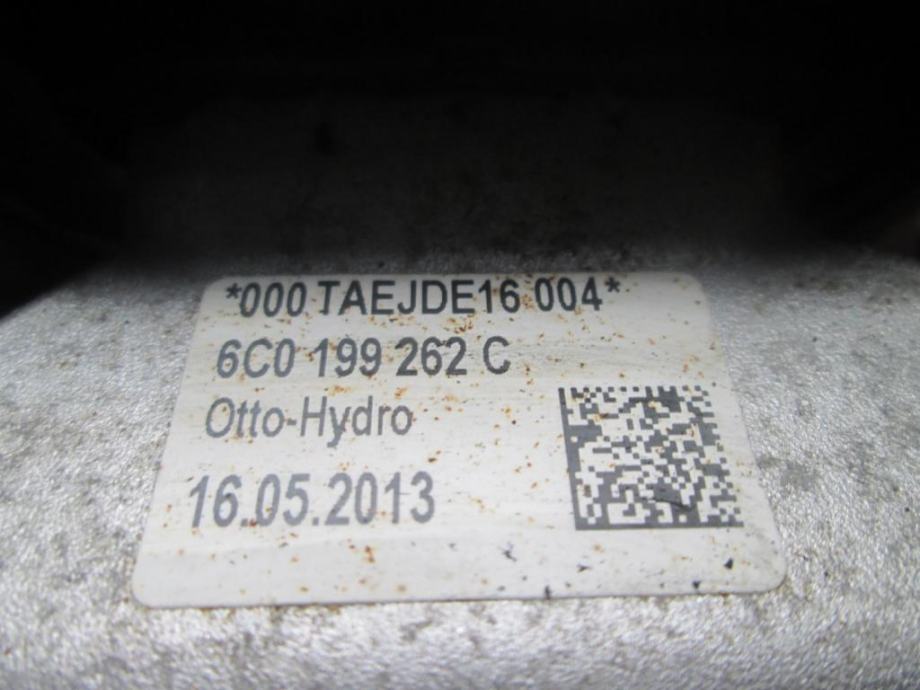 *000 TAEJDE16 004*
6C0 199 262 C
Otto-Hydro
16.05.2013